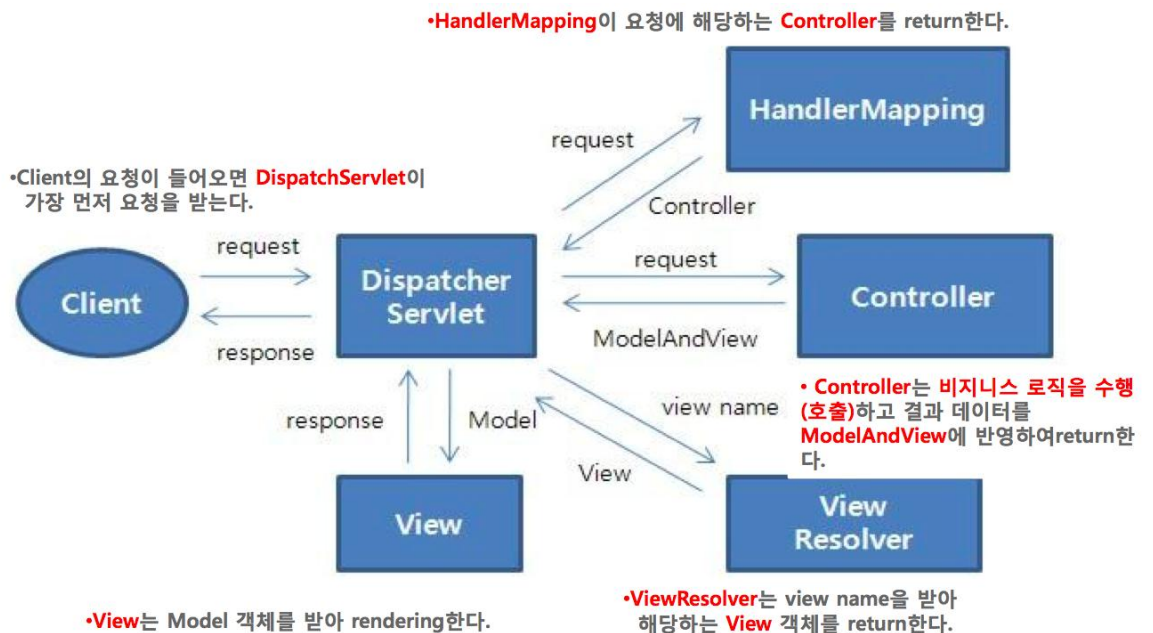 •HandlerMapping이 요청에 해당하는 Controller를 return한다.
HandlerMapping
request
Controller
•Client의 요청이 들어오면 DispatchServlet이
가장 먼저 요청을 받는다.
Client
request
response
Dispatcher
Servlet
request
ModelAndView
Controller
• Controller는 비지니스 로직을 수행
(호출)하고 결과 데이터를
ModelAndView에 반영하여return한
다.
response
Model
view name
View
View
View
Resolver
•View는 Model 객체를 받아 rendering한다.
•ViewResolver는 view name을 받아
해당하는 View 객체를 return한다.